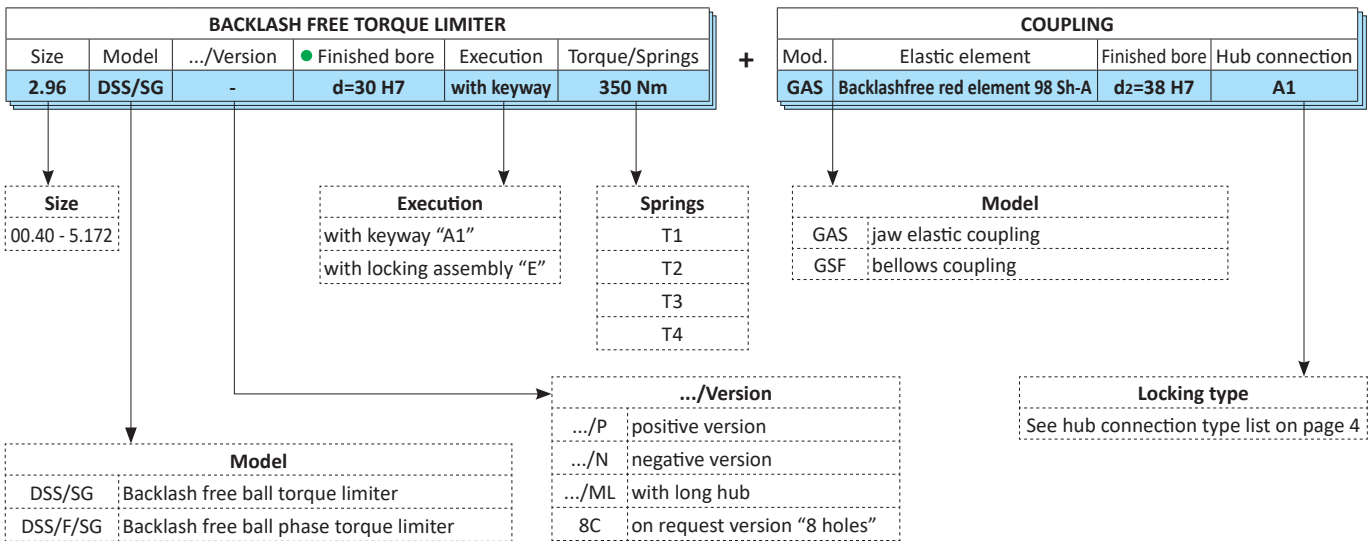 BACKLASH FREE TORQUE LIMITER
Size Model .../Version Finished bore Execution Torque/Springs
2.96 DSS/SG - d=30 H7 with keyway 350 Nm
+
COUPLING
Mod. Elastic element Finished bore Hub connection
GAS Backlashfree red element 98 Sh-A d2=38 H7 A1
Size
00.40 - 5.172
Execution
with keyway “A1”
with locking assembly “E”
Springs
T1
T2
T3
T4
Model
GAS jaw elastic coupling
GSF bellows coupling
Model
DSS/SG Backlash free ball torque limiter
DSS/F/SG Backlash free ball phase torque limiter
.../Version
.../P positive version
.../N negative version
.../ML with long hub
8C on request version “8 holes”
Locking type
See hub connection type list on page 4